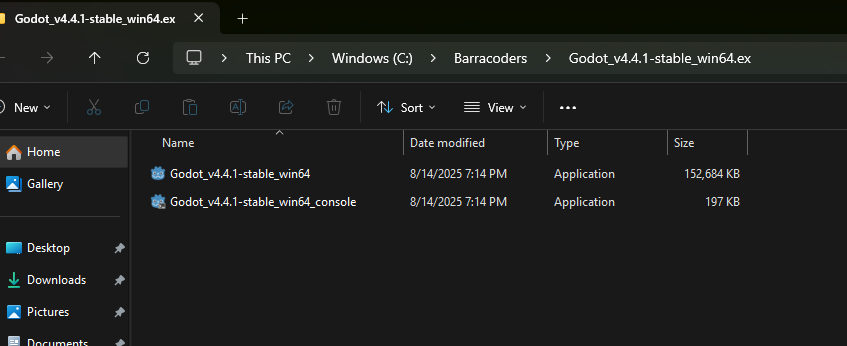 Godot_v4.4.1-stable_win64.ex
This PC > Windows (C:) > Barracoders > Godot_v4.4.1-stable_win64.ex
New Sort View
Name Date modified Type Size
Home
Gallery
Godot_v4.4.1-stable_win64 8/14/2025 7:14 PM Application 152,684 KB
Godot_v4.4.1-stable_win64_console 8/14/2025 7:14 PM Application 197 KB
Desktop
Downloads
Pictures
Documents